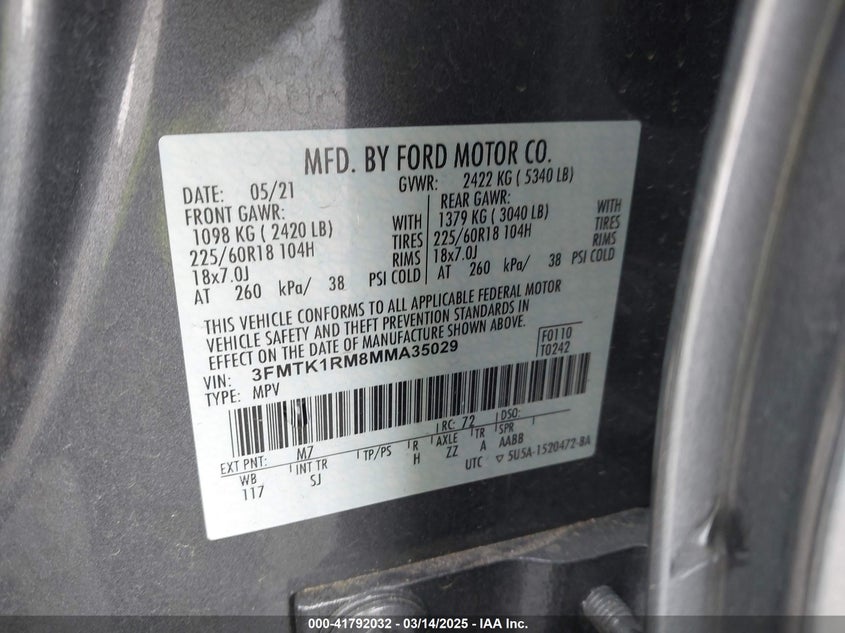 MFD. BY FORD MOTOR CO.
DATE: 05/21 GVWR: 2422 KG ( 5340 LB)
FRONT GAWR: REAR GAWR:
1098 KG ( 2420 LB) WITH 1379 KG ( 3040 LB) WITH
225/60R18 104H TIRES 225/60R18 104H TIRES
18x7.0J RIMS 18x7.0J RIMS
AT 260 kPa/ 38 PSI COLD AT 260 kPa/ 38 PSI COLD
THIS VEHICLE CONFORMS TO ALL APPLICABLE FEDERAL MOTOR
VEHICLE SAFETY AND THEFT PREVENTION STANDARDS IN
EFFECT ON THE DATE OF MANUFACTURE SHOWN ABOVE.
F0110
VIN: 3FMTK1RM8MMA35029 T0242
TYPE: MPV
EXT PNT: M7 RC: 72 DSO:
WB INT TR TP/PS R AXLE TR SPR
117 SJ H ZZ A AABB
UTC ▽ 5U5A-1520472-BA
000-41792032 - 03/14/2025 - IAA Inc.